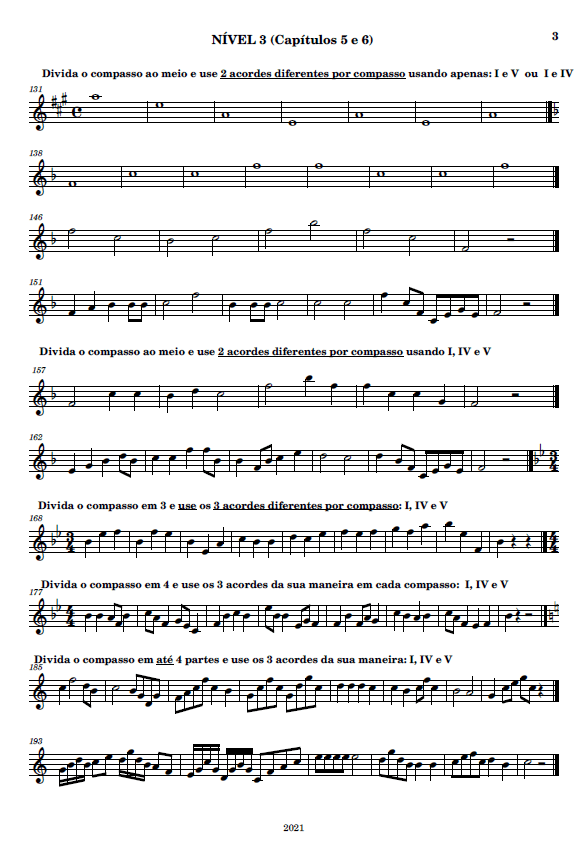 NÍVEL 3 (Capítulos 5 e 6)
3
Divida o compasso ao meio e use 2 acordes diferentes por compasso usando apenas: I e V ou I e IV
131
138
146
151
Divida o compasso ao meio e use 2 acordes diferentes por compasso usando I, IV e V
157
162
Divida o compasso em 3 e use os 3 acordes diferentes por compasso: I, IV e V
168
Divida o compasso em 4 e use os 3 acordes da sua maneira em cada compasso: I, IV e V
177
Divida o compasso em até 4 partes e use os 3 acordes da sua maneira: I, IV e V
185
193
2021